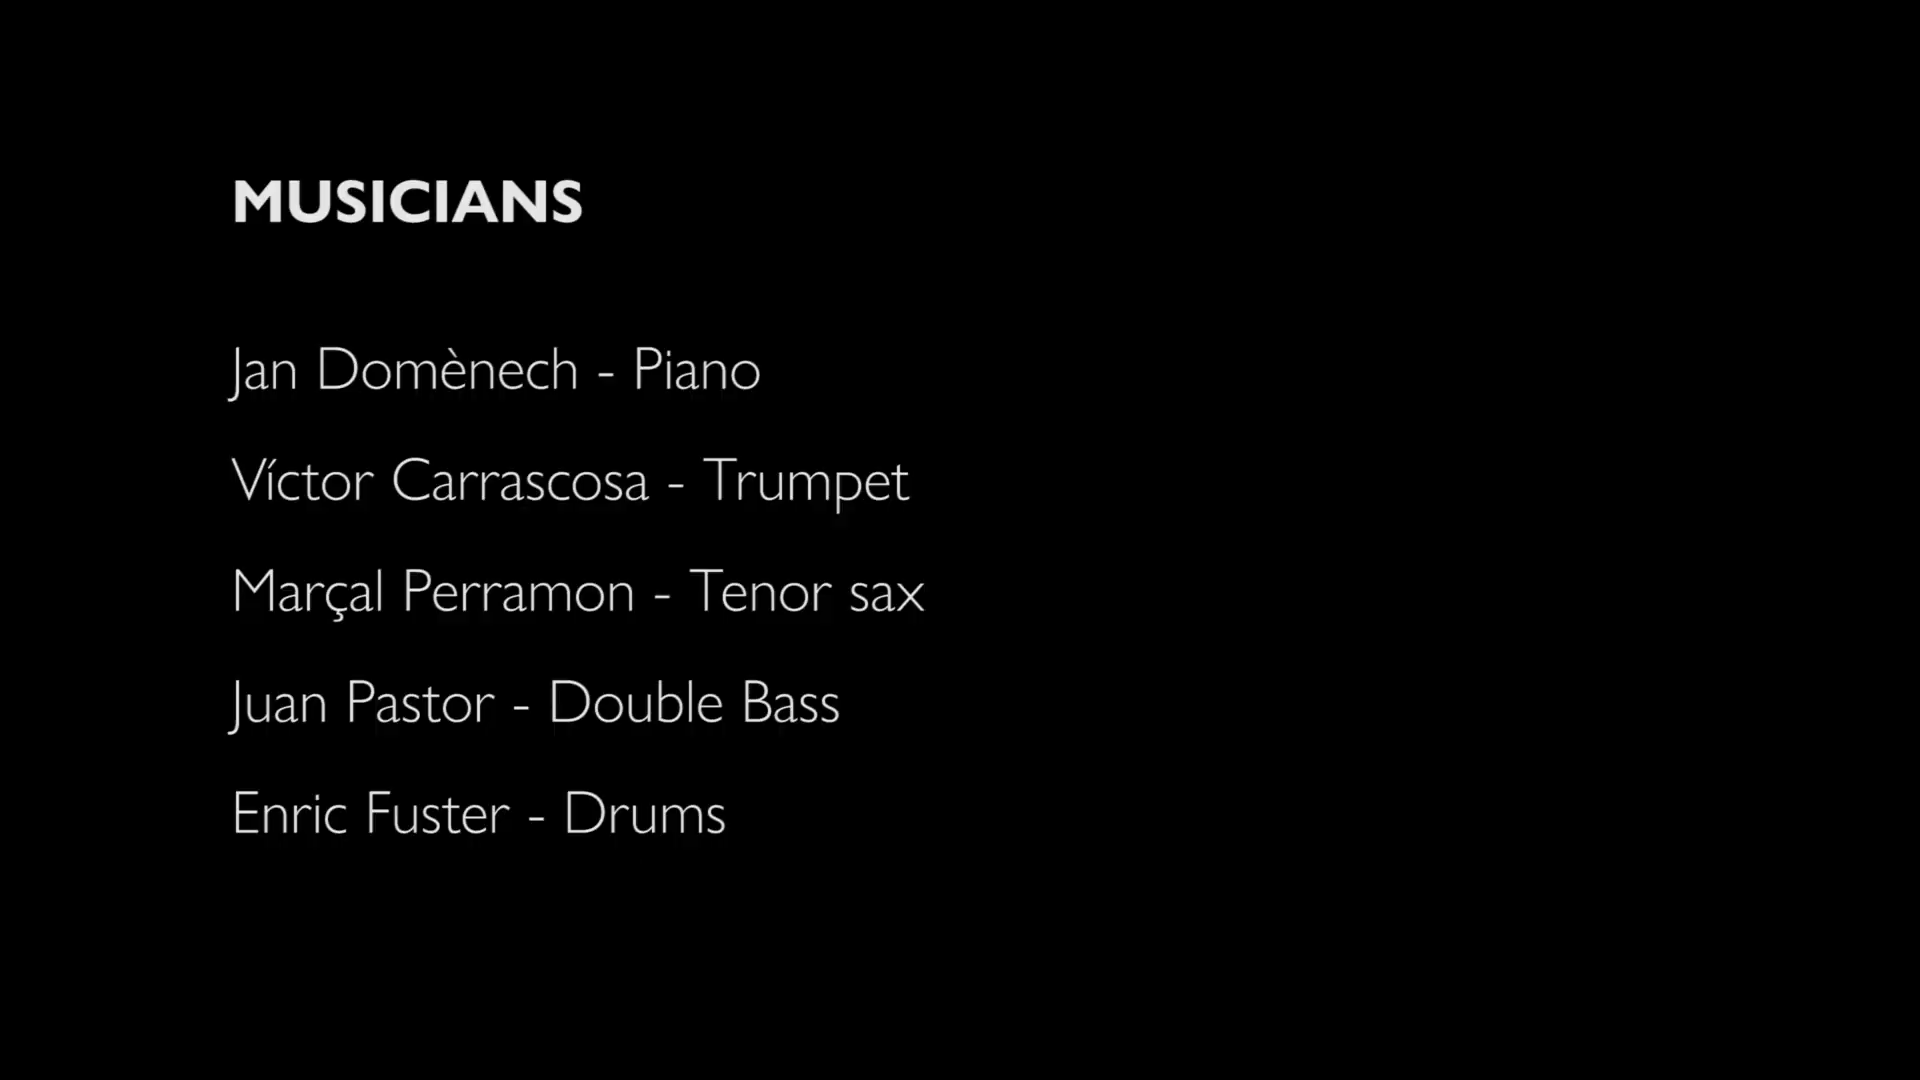 MUSICIANS
Jan Domènech - Piano
Víctor Carrascosa - Trumpet
Marçal Perramon - Tenor sax
Juan Pastor - Double Bass
Enric Fuster - Drums